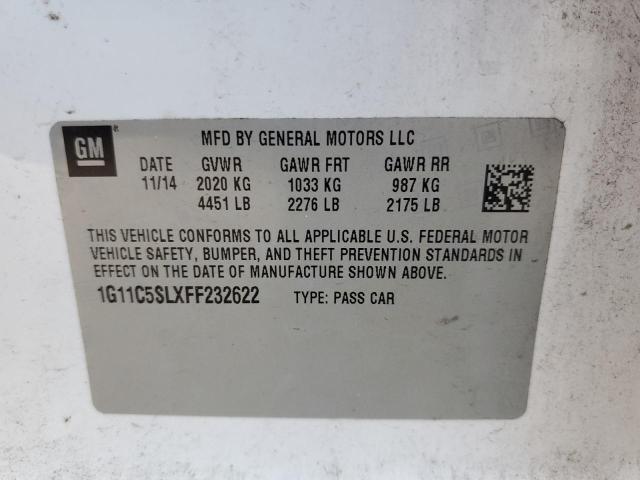 GM
MFD BY GENERAL MOTORS LLC
DATE GVWR GAWR FRT GAWR RR
11/14 2020 KG 1033 KG 987 KG
4451 LB 2276 LB 2175 LB
THIS VEHICLE CONFORMS TO ALL APPLICABLE U.S. FEDERAL MOTOR
VEHICLE SAFETY, BUMPER, AND THEFT PREVENTION STANDARDS IN
EFFECT ON THE DATE OF MANUFACTURE SHOWN ABOVE.
1G11C5SLXFF232622 TYPE: PASS CAR